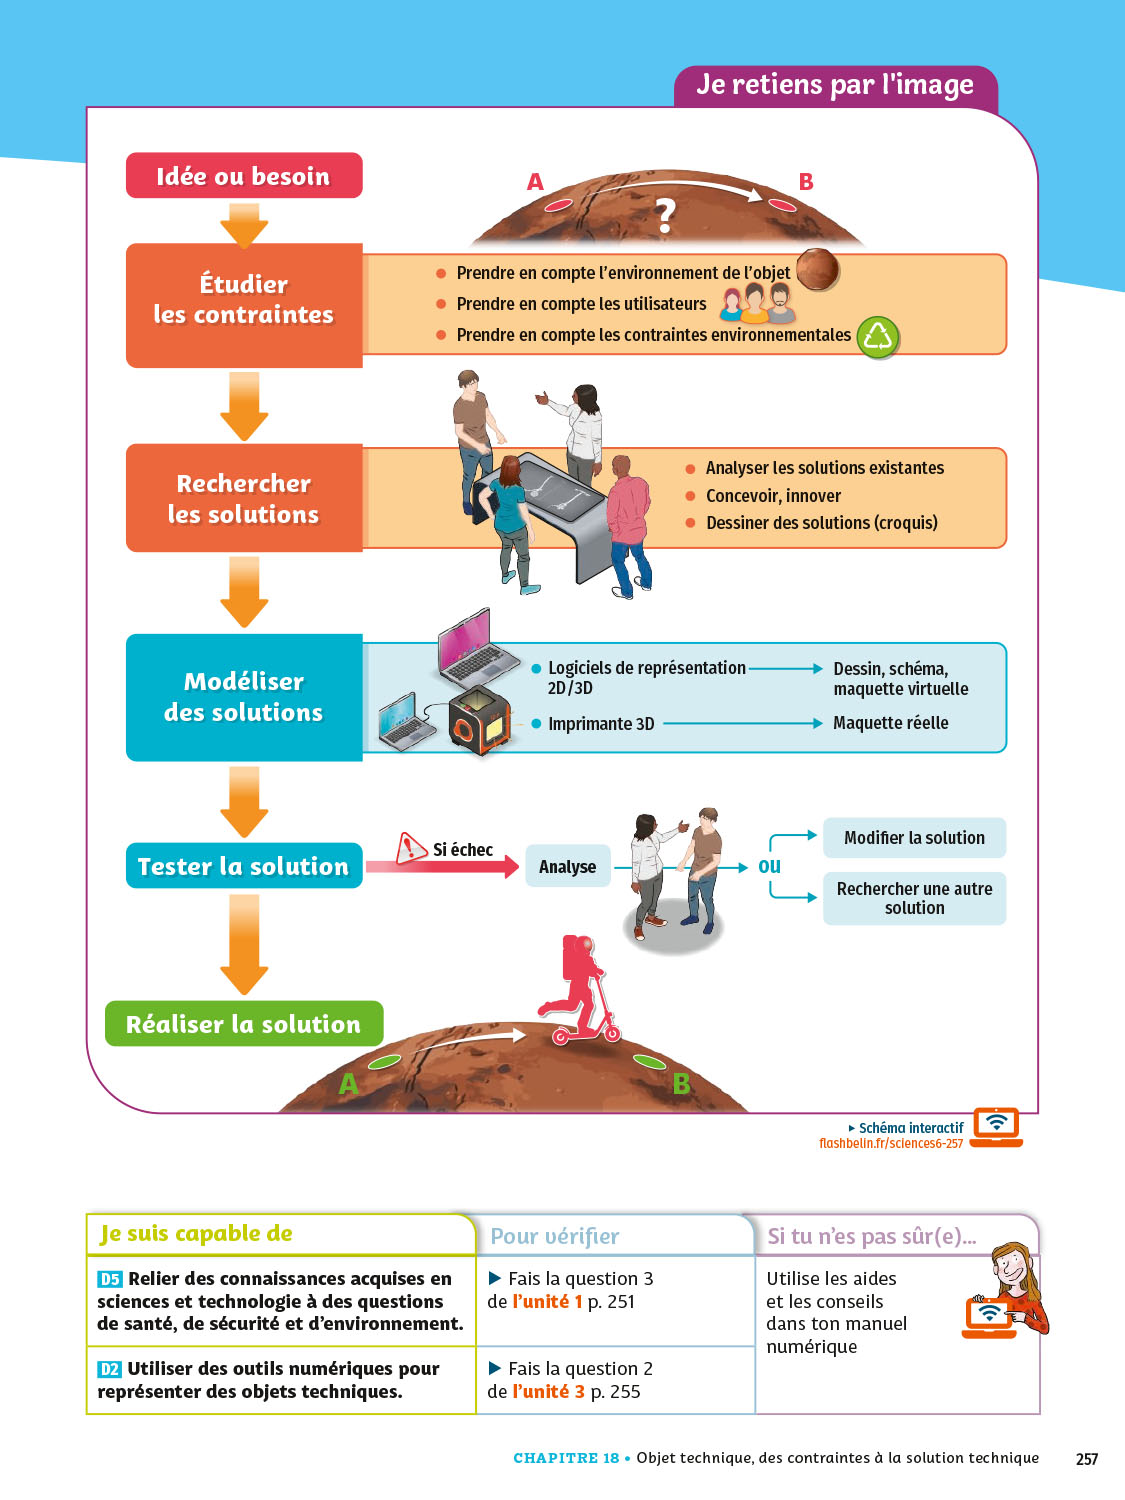 Je retiens par l'image
Idée ou besoin
A
B
?
Étudier
les contraintes
• Prendre en compte l'environnement de l'objet
• Prendre en compte les utilisateurs
• Prendre en compte les contraintes environnementales
Rechercher
les solutions
• Analyser les solutions existantes
• Concevoir, innover
• Dessiner des solutions (croquis)
Modéliser
des solutions
• Logiciels de représentation
2D/3D
Dessin, schéma,
maquette virtuelle
• Imprimante 3D
Maquette réelle
Tester la solution
! Si échec
Analyse
ou
Modifier la solution
Rechercher une autre
solution
Réaliser la solution
A
B
▸ Schéma interactif
flashbelin.fr/sciences6-257
Je suis capable de
Pour vérifier
Si tu n'es pas sûr(e)...
D5 Relier des connaissances acquises en
sciences et technologie à des questions
de santé, de sécurité et d'environnement.
▶ Fais la question 3
de l'unité 1 p. 251
Utilise les aides
et les conseils
dans ton manuel
numérique
D2 Utiliser des outils numériques pour
représenter des objets techniques.
▶ Fais la question 2
de l'unité 3 p. 255
CHAPITRE 18 • Objet technique, des contraintes à la solution technique 257